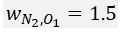 w_{N_2,O_1} = 1.5